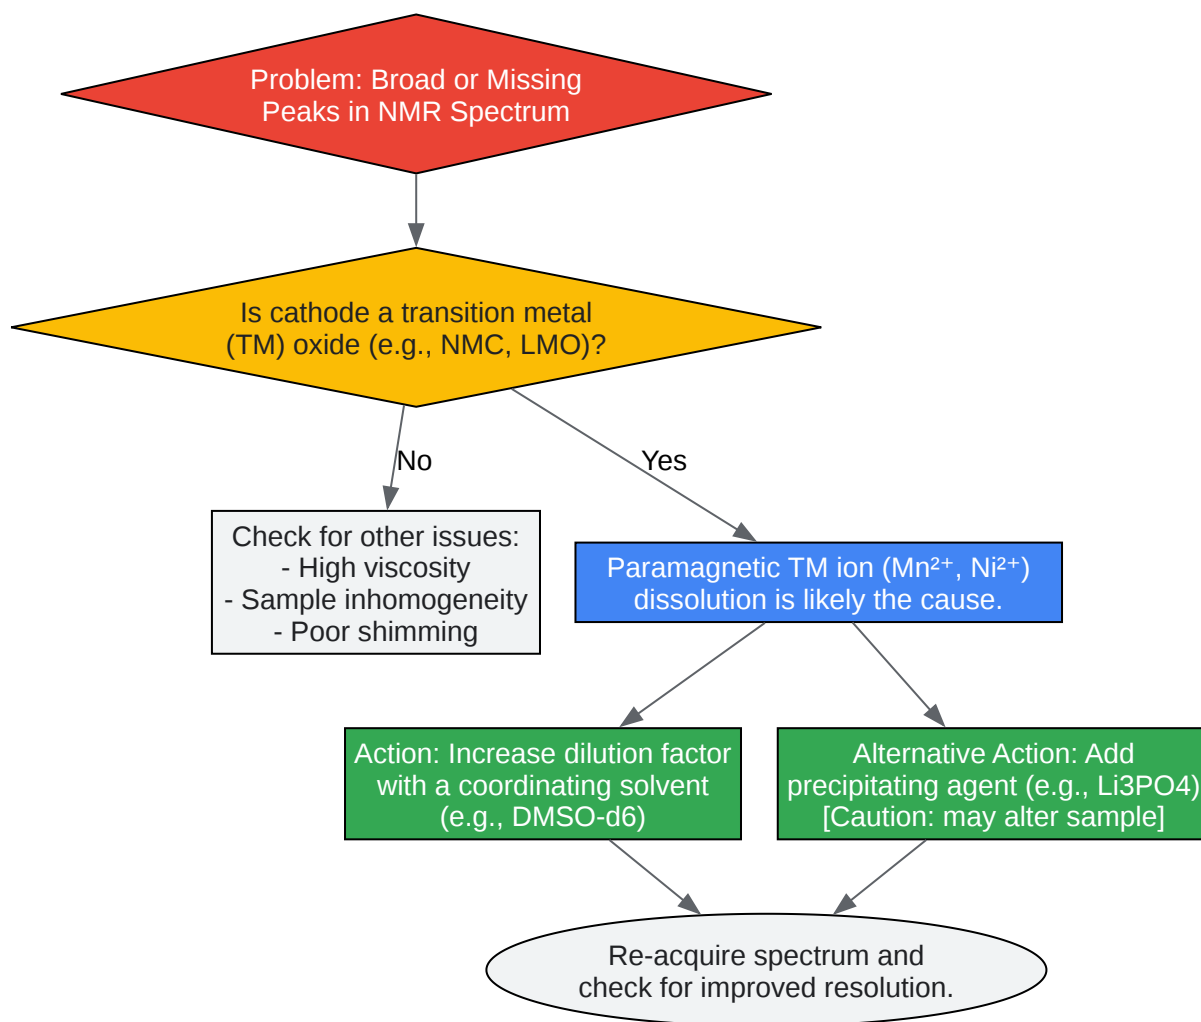 Problem: Broad or Missing
Peaks in NMR Spectrum
Is cathode a transition metal
(TM) oxide (e.g., NMC, LMO)?
No
Yes
Check for other issues:
- High viscosity
- Sample inhomogeneity
- Poor shimming
Paramagnetic TM ion (Mn²⁺, Ni²⁺)
dissolution is likely the cause.
Action: Increase dilution factor
with a coordinating solvent
(e.g., DMSO-d6)
Alternative Action: Add
precipitating agent (e.g., Li3PO4)
[Caution: may alter sample]
Re-acquire spectrum and
check for improved resolution.